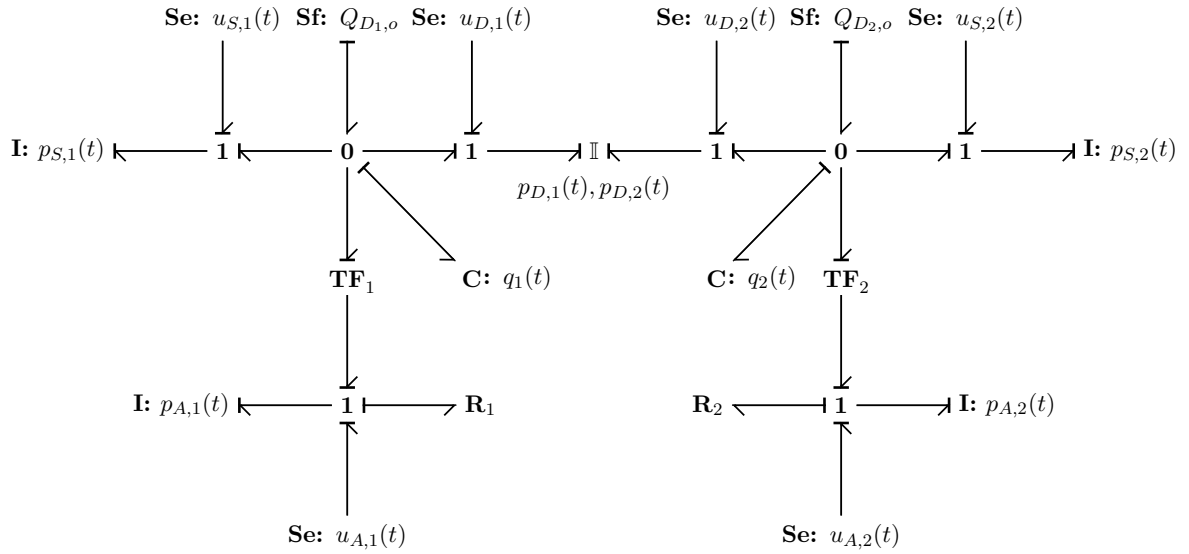 Se: u_{S,1}(t) Sf: Q_{D_1,o} Se: u_{D,1}(t) Se: u_{D,2}(t) Sf: Q_{D_2,o} Se: u_{S,2}(t)
I: p_{S,1}(t) 1 0 1 𝕀 1 0 1 I: p_{S,2}(t)
p_{D,1}(t), p_{D,2}(t)
TF_1 C: q_1(t) C: q_2(t) TF_2
I: p_{A,1}(t) 1 R_1 R_2 1 I: p_{A,2}(t)
Se: u_{A,1}(t) Se: u_{A,2}(t)